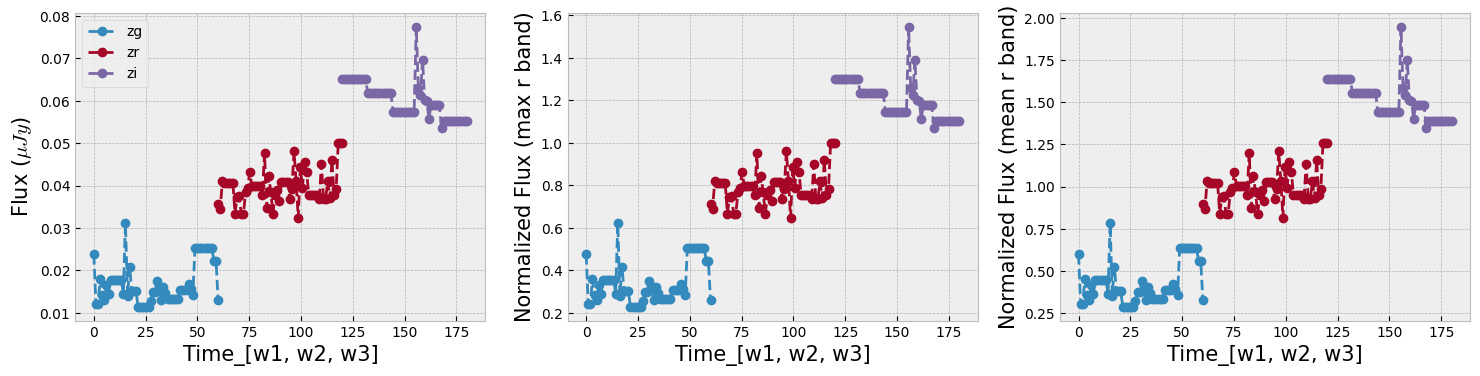 Flux (μJy)
0.08
0.07
0.06
0.05
0.04
0.03
0.02
0.01
zg
zr
zi
0 25 50 75 100 125 150 175
Time_[w1, w2, w3]
Normalized Flux (max r band)
1.6
1.4
1.2
1.0
0.8
0.6
0.4
0.2
0 25 50 75 100 125 150 175
Time_[w1, w2, w3]
Normalized Flux (mean r band)
2.00
1.75
1.50
1.25
1.00
0.75
0.50
0.25
0 25 50 75 100 125 150 175
Time_[w1, w2, w3]